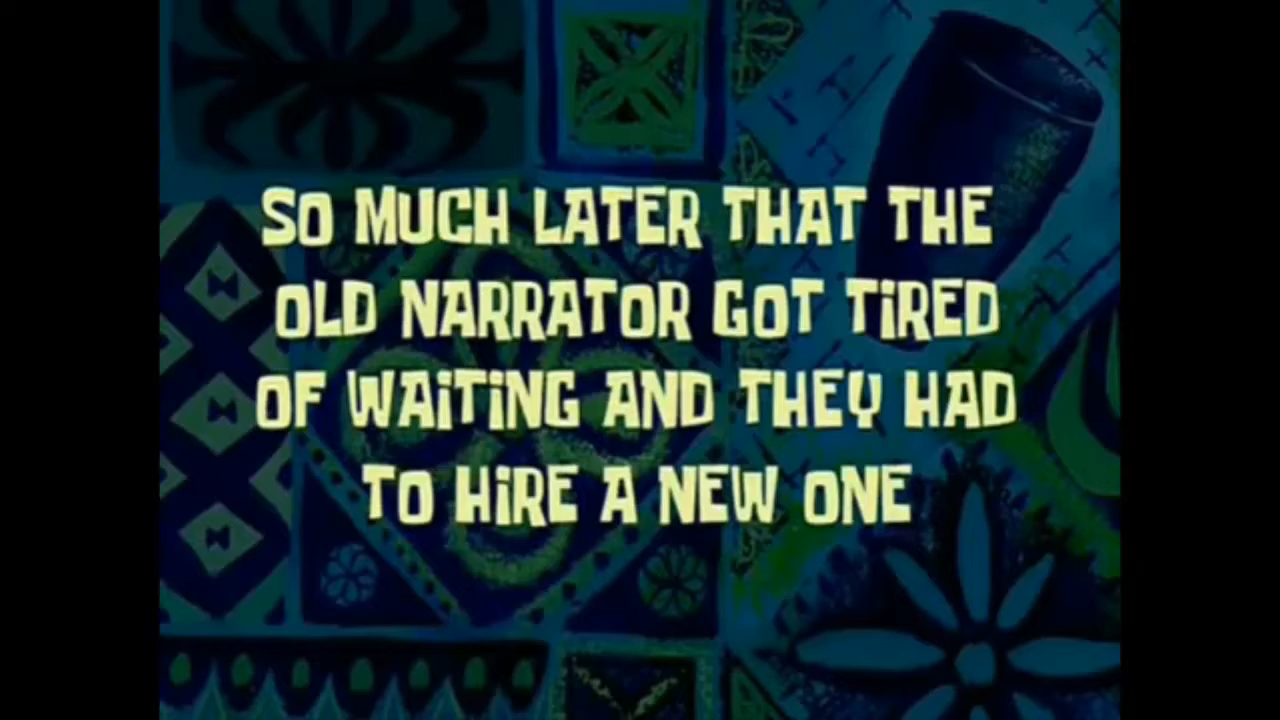 SO MUCH LATER THAT THE
OLD NARRATOR GOT TiRED
OF WAiTiNG AND THEY HAD
TO HiRE A NEW ONE